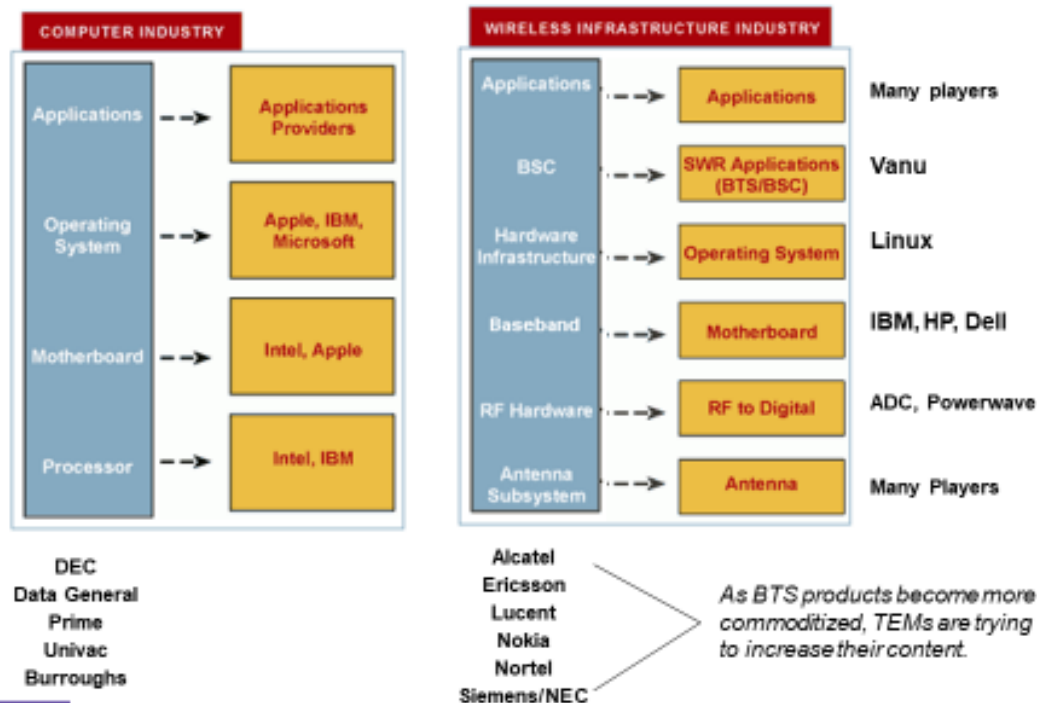 COMPUTER INDUSTRY
Applications
Operating
System
Motherboard
Processor
Applications
Providers
Apple, IBM,
Microsoft
Intel, Apple
Intel, IBM
DEC
Data General
Prime
Univac
Burroughs
WIRELESS INFRASTRUCTURE INDUSTRY
Applications
BSC
Hardware
Infrastructure
Baseband
RF Hardware
Antenna
Subsystem
Applications
SWR Applications
(BTS/BSC)
Operating System
Motherboard
RF to Digital
Antenna
Many players
Vanu
Linux
IBM, HP, Dell
ADC, Powerwave
Many Players
Alcatel
Ericsson
Lucent
Nokia
Nortel
Siemens/NEC
As BTS products become more
commoditized, TEMs are trying
to increase their content.